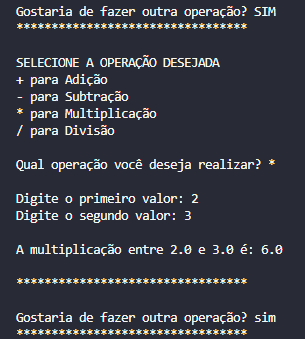 Gostaria de fazer outra operação? SIM
*********************************
SELECIONE A OPERAÇÃO DESEJADA
+ para Adição
- para Subtração
* para Multiplicação
/ para Divisão
Qual operação você deseja realizar? *
Digite o primeiro valor: 2
Digite o segundo valor: 3
A multiplicação entre 2.0 e 3.0 é: 6.0
*********************************
Gostaria de fazer outra operação? sim
*********************************